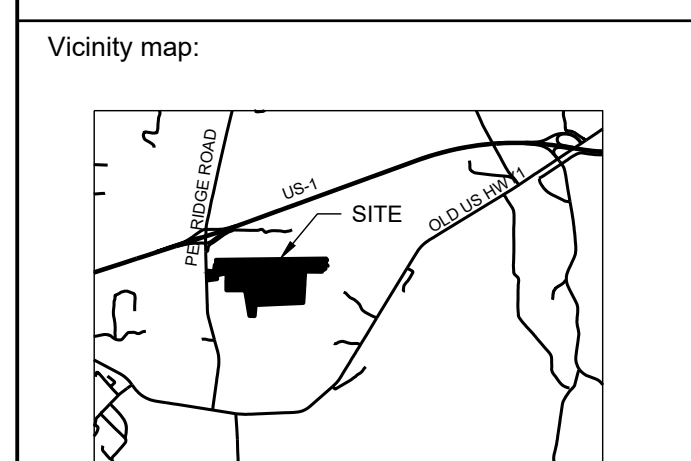 Vicinity map:
RIDGE ROAD
US-1
SITE
OLD US HWY 1